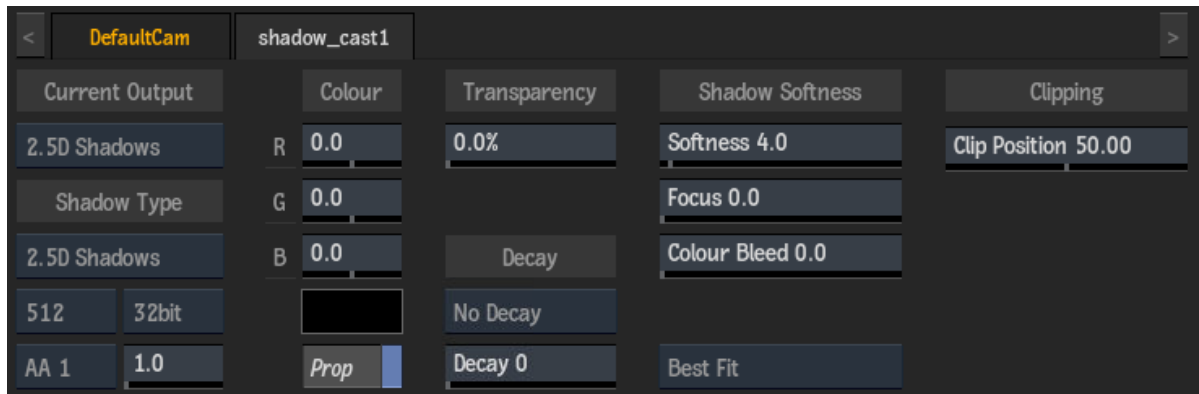 < DefaultCam shadow_cast1 >
Current Output Colour Transparency Shadow Softness Clipping
2.5D Shadows R 0.0 0.0% Softness 4.0 Clip Position 50.00
Shadow Type G 0.0 Focus 0.0
2.5D Shadows B 0.0 Decay Colour Bleed 0.0
512 32bit No Decay
AA 1 1.0 Prop Decay 0 Best Fit